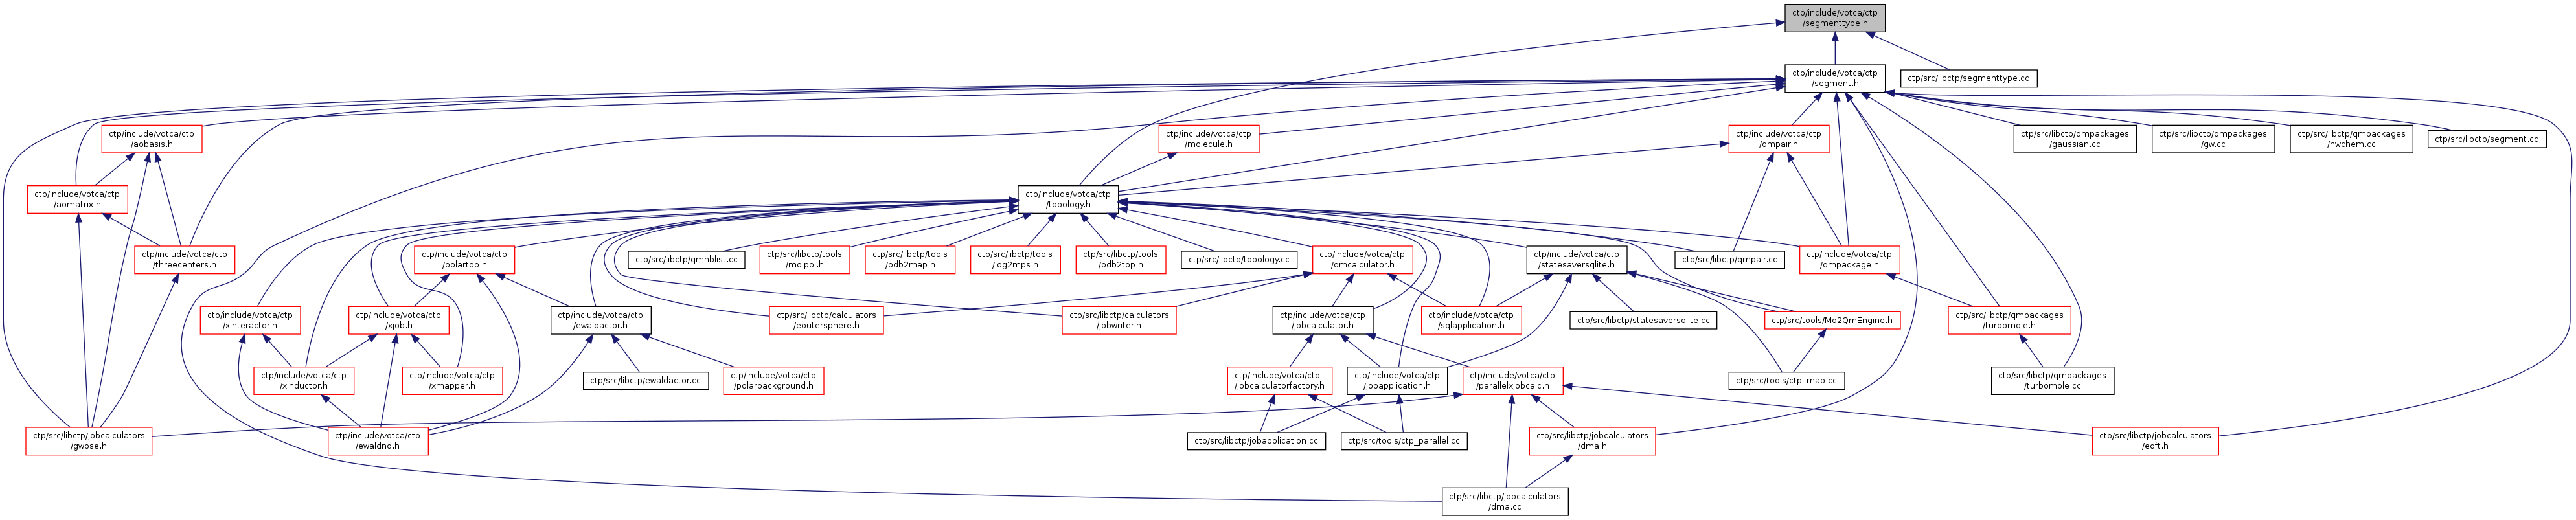 ctp/include/votca/ctp
/segmenttype.h
ctp/include/votca/ctp
/segment.h
ctp/src/libctp/segmenttype.cc
ctp/include/votca/ctp
/aobasis.h
ctp/include/votca/ctp
/molecule.h
ctp/include/votca/ctp
/qmpair.h
ctp/src/libctp/qmpackages
/gaussian.cc
ctp/src/libctp/qmpackages
/gw.cc
ctp/src/libctp/qmpackages
/nwchem.cc
ctp/src/libctp/segment.cc
ctp/include/votca/ctp
/aomatrix.h
ctp/include/votca/ctp
/topology.h
ctp/include/votca/ctp
/threecenters.h
ctp/include/votca/ctp
/polartop.h
ctp/src/libctp/qmnblist.cc
ctp/src/libctp/tools
/molpol.h
ctp/src/libctp/tools
/pdb2map.h
ctp/src/libctp/tools
/log2mps.h
ctp/src/libctp/tools
/pdb2top.h
ctp/src/libctp/topology.cc
ctp/include/votca/ctp
/qmcalculator.h
ctp/include/votca/ctp
/statesaversqlite.h
ctp/src/libctp/qmpair.cc
ctp/include/votca/ctp
/qmpackage.h
ctp/include/votca/ctp
/xinteractor.h
ctp/include/votca/ctp
/xjob.h
ctp/include/votca/ctp
/ewaldactor.h
ctp/src/libctp/calculators
/eoutersphere.h
ctp/src/libctp/calculators
/jobwriter.h
ctp/include/votca/ctp
/jobcalculator.h
ctp/include/votca/ctp
/sqlapplication.h
ctp/src/libctp/statesaversqlite.cc
ctp/src/tools/Md2QmEngine.h
ctp/src/libctp/qmpackages
/turbomole.h
ctp/include/votca/ctp
/xinductor.h
ctp/include/votca/ctp
/xmapper.h
ctp/src/libctp/ewaldactor.cc
ctp/include/votca/ctp
/polarbackground.h
ctp/include/votca/ctp
/jobcalculatorfactory.h
ctp/include/votca/ctp
/jobapplication.h
ctp/include/votca/ctp
/parallelxjobcalc.h
ctp/src/tools/ctp_map.cc
ctp/src/libctp/qmpackages
/turbomole.cc
ctp/src/libctp/jobcalculators
/gwbse.h
ctp/include/votca/ctp
/ewaldnd.h
ctp/src/libctp/jobapplication.cc
ctp/src/tools/ctp_parallel.cc
ctp/src/libctp/jobcalculators
/dma.h
ctp/src/libctp/jobcalculators
/edft.h
ctp/src/libctp/jobcalculators
/dma.cc